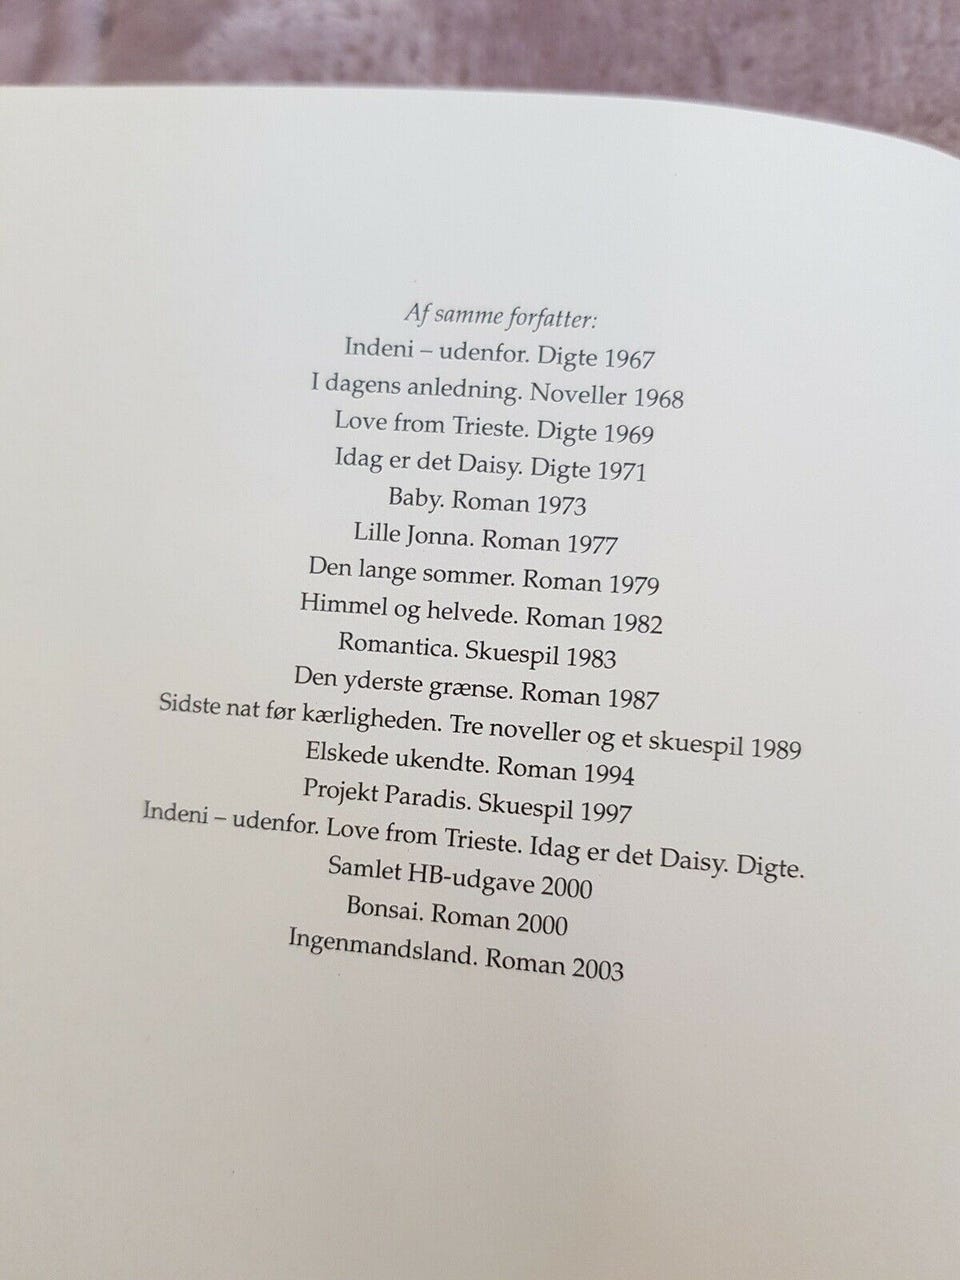 Af samme forfatter:
Indeni – udenfor. Digte 1967
I dagens anledning. Noveller 1968
Love from Trieste. Digte 1969
Idag er det Daisy. Digte 1971
Baby. Roman 1973
Lille Jonna. Roman 1977
Den lange sommer. Roman 1979
Himmel og helvede. Roman 1982
Romantica. Skuespil 1983
Den yderste grænse. Roman 1987
Sidste nat før kærligheden. Tre noveller og et skuespil 1989
Elskede ukendte. Roman 1994
Projekt Paradis. Skuespil 1997
Indeni – udenfor. Love from Trieste. Idag er det Daisy. Digte.
Samlet HB-udgave 2000
Bonsai. Roman 2000
Ingenmandsland. Roman 2003